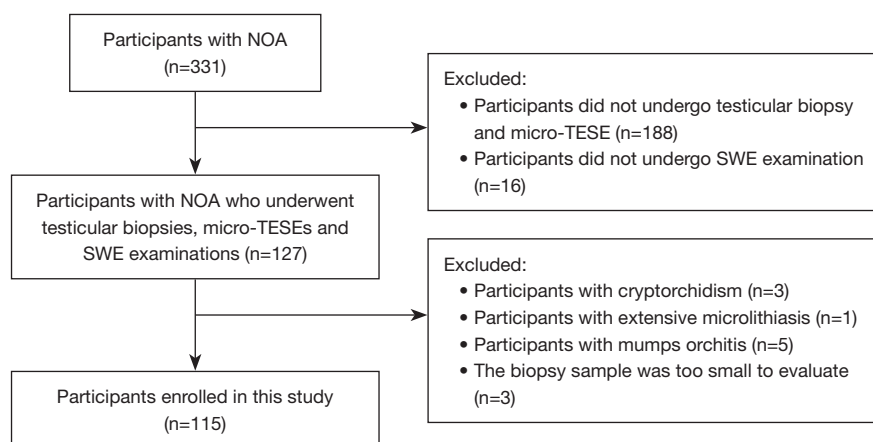 Participants with NOA
(n=331)
Excluded:
• Participants did not undergo testicular biopsy
and micro-TESE (n=188)
• Participants did not undergo SWE examination
(n=16)
Participants with NOA who underwent
testicular biopsies, micro-TESEs and
SWE examinations (n=127)
Excluded:
• Participants with cryptorchidism (n=3)
• Participants with extensive microlithiasis (n=1)
• Participants with mumps orchitis (n=5)
• The biopsy sample was too small to evaluate
(n=3)
Participants enrolled in this study
(n=115)